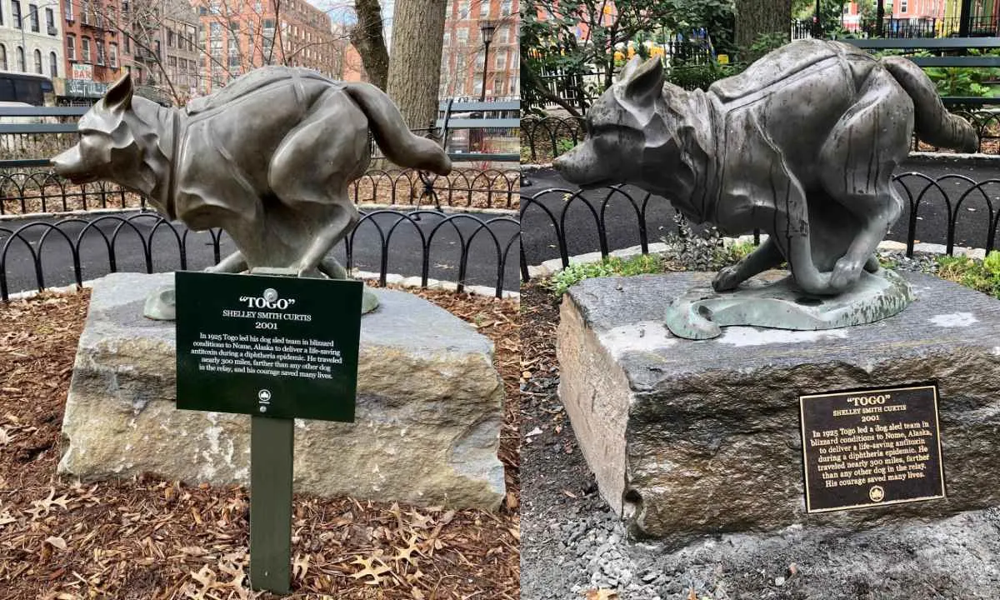 BAR
"TOGO"
SHELLEY SMITH CURTIS
2001
In 1925 Togo led his dog sled team in blizzard
conditions to Nome, Alaska to deliver a life-saving
antitoxin during a diphtheria epidemic. He traveled
nearly 300 miles, farther than any other dog
in the relay, and his courage saved many lives.
"TOGO"
SHELLEY SMITH CURTIS
2001
In 1925 Togo led a dog sled team in
blizzard conditions to Nome, Alaska,
to deliver a life-saving antitoxin
during a diphtheria epidemic. He
traveled nearly 300 miles, farther
than any other dog in the relay.
His courage saved many lives.